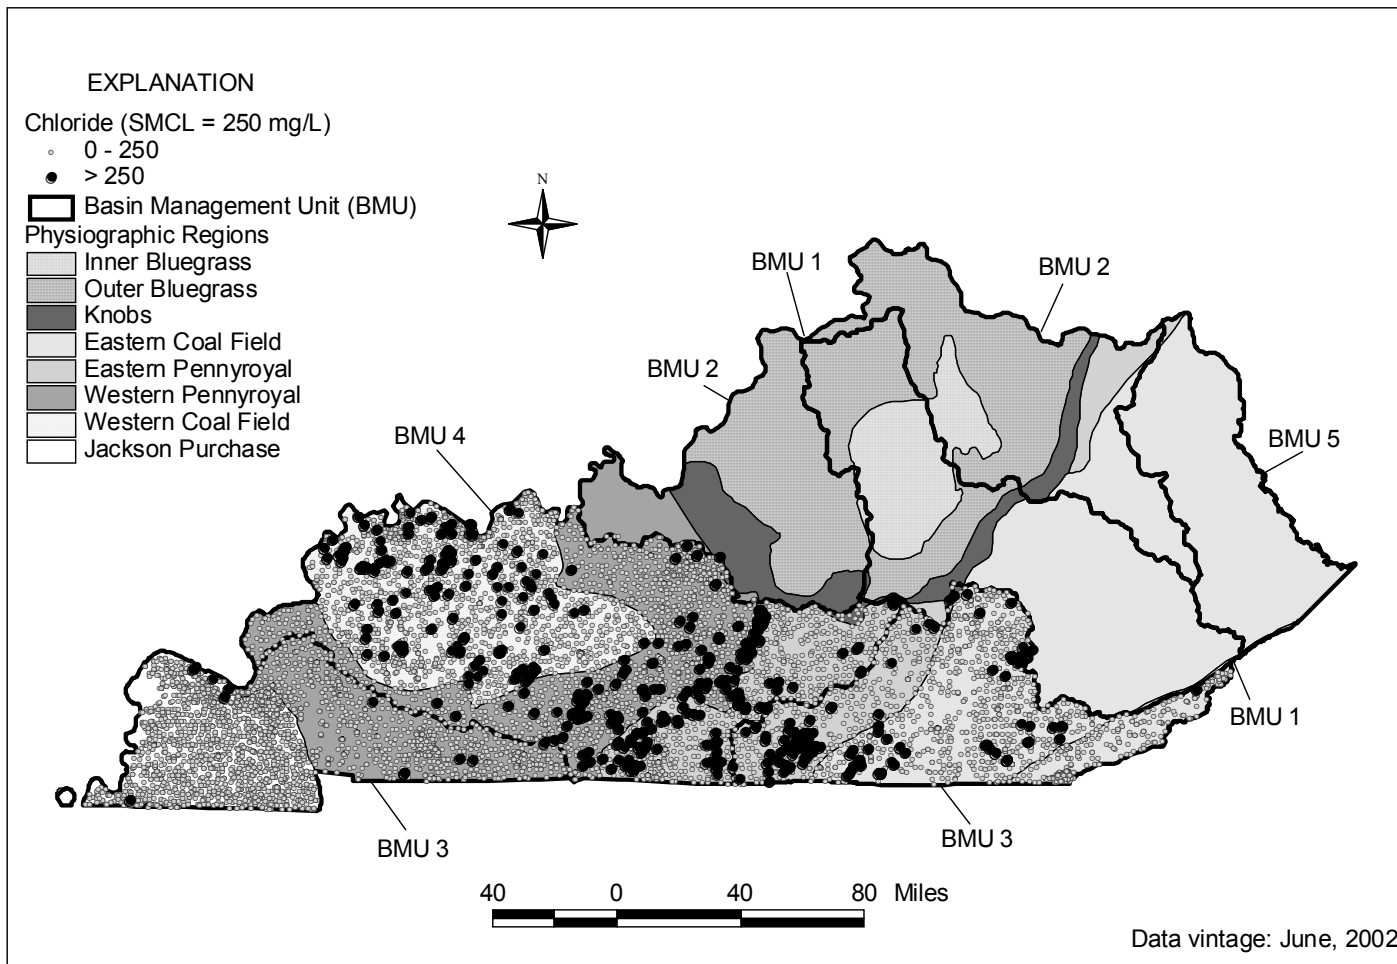 EXPLANATION
Chloride (SMCL = 250 mg/L)
0 - 250
> 250
Basin Management Unit (BMU)
Physiographic Regions
Inner Bluegrass
Outer Bluegrass
Knobs
Eastern Coal Field
Eastern Pennyroyal
Western Pennyroyal
Western Coal Field
Jackson Purchase
N
BMU 1
BMU 2
BMU 2
BMU 4
BMU 5
BMU 1
BMU 3
BMU 3
40 0 40 80 Miles
Data vintage: June, 2002